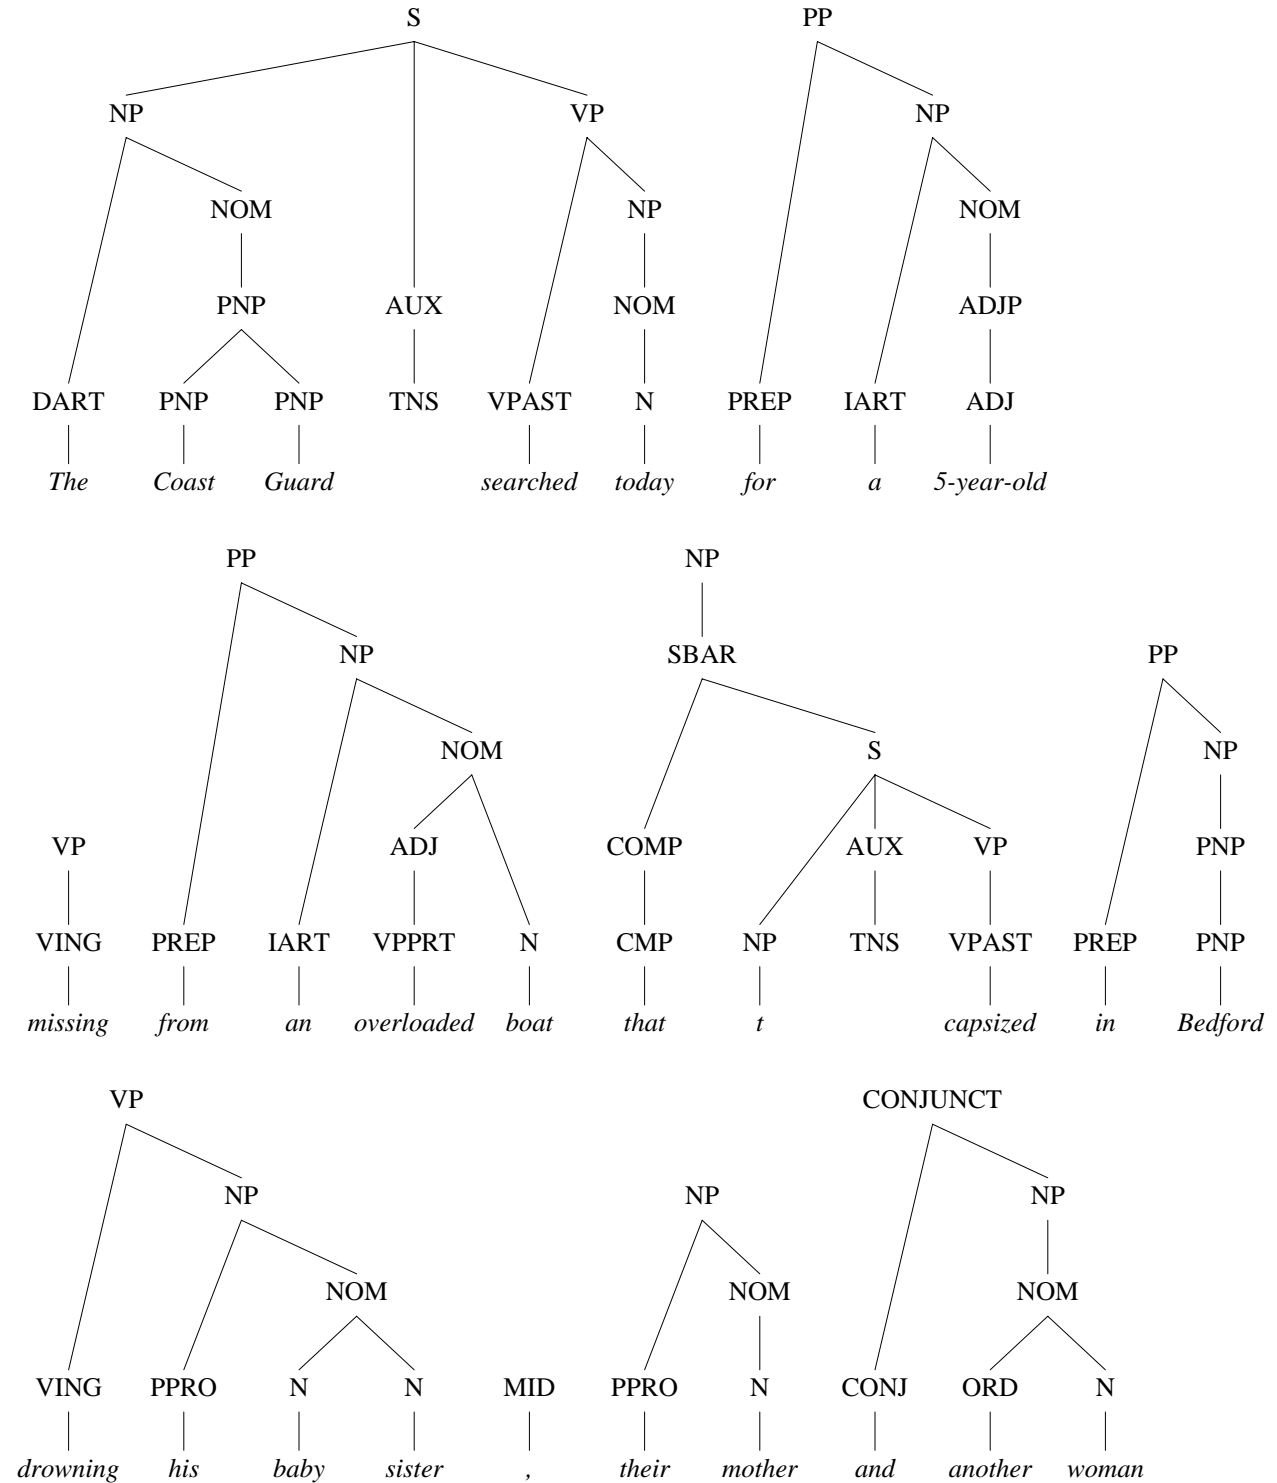 S PP
NP VP NP
NOM NP NOM
PNP AUX NOM ADJP
DART PNP PNP TNS VPAST N PREP IART ADJ
The Coast Guard searched today for a 5-year-old
PP NP
NP SBAR PP
NOM S NP
VP ADJ COMP AUX VP PNP
VING PREP IART VPPRT N CMP NP TNS VPAST PREP PNP
missing from an overloaded boat that t capsized in Bedford
VP CONJUNCT
NP NP NP
NOM NOM NOM
VING PPRO N N MID PPRO N CONJ ORD N
drowning his baby sister , their mother and another woman